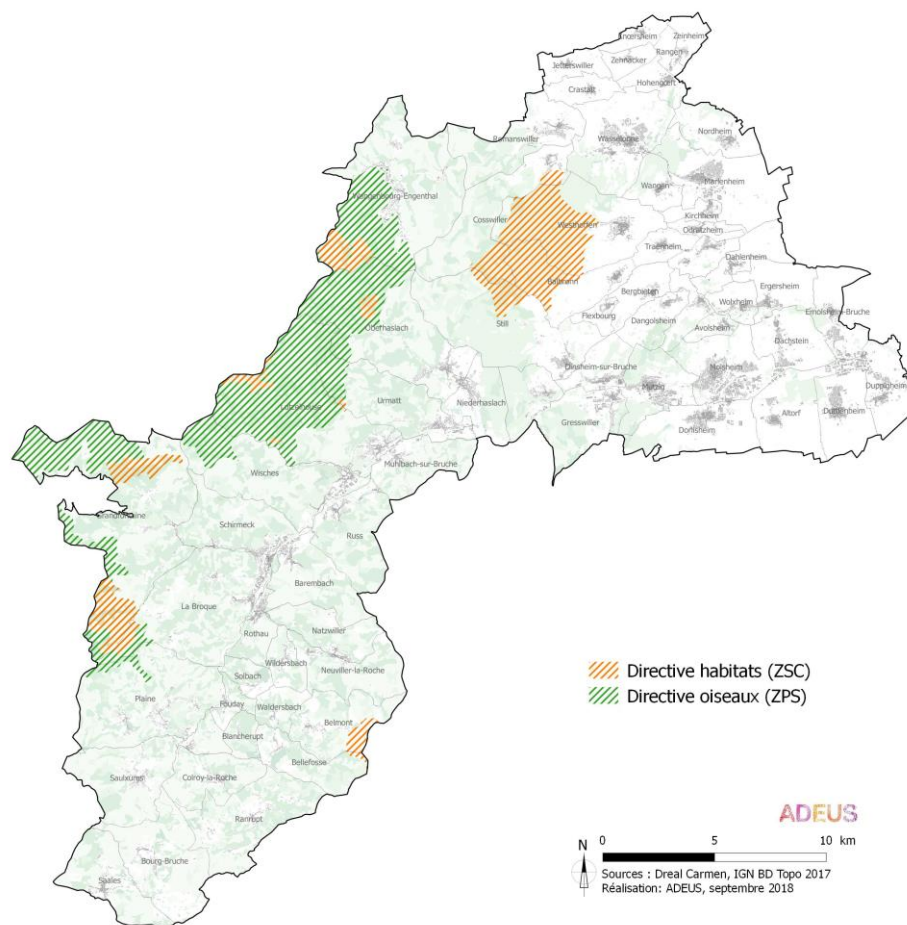 Zeinheim
Rangen
Zehnacker
Jetterswiller
Hohengœft
Crastatt
Romanswiller
Wasselonne
Nordheim
Wangen
Marlenheim
Wangenbourg-Engenthal
Cosswiller
Westhoffen
Kirchheim
Odratzheim
Traenheim
Dahlenheim
Balbronn
Bergbieten
Ergersheim
Wolxheim
Flexbourg
Dangolsheim
Avolsheim
Ernolsheim-Bruche
Still
Oberhaslach
Dachstein
Dinsheim-sur-Bruche
Mutzig
Molsheim
Duppigheim
Urmatt
Niederhaslach
Lutzelhouse
Gresswiller
Dorlisheim
Altorf
Duttlenheim
Muhlbach-sur-Bruche
Wisches
Grandfontaine
Schirmeck
Russ
Barembach
La Broque
Rothau
Natzwiller
Wildersbach
Neuviller-la-Roche
Solbach
Plaine
Fouday
Waldersbach
Belmont
Blancherupt
Bellefosse
Saulxures
Colroy-la-Roche
Ranrupt
Bourg-Bruche
Saales
Directive habitats (ZSC)
Directive oiseaux (ZPS)
ADEUS
0 5 10 km
N
Sources : Dreal Carmen, IGN BD Topo 2017
Réalisation: ADEUS, septembre 2018